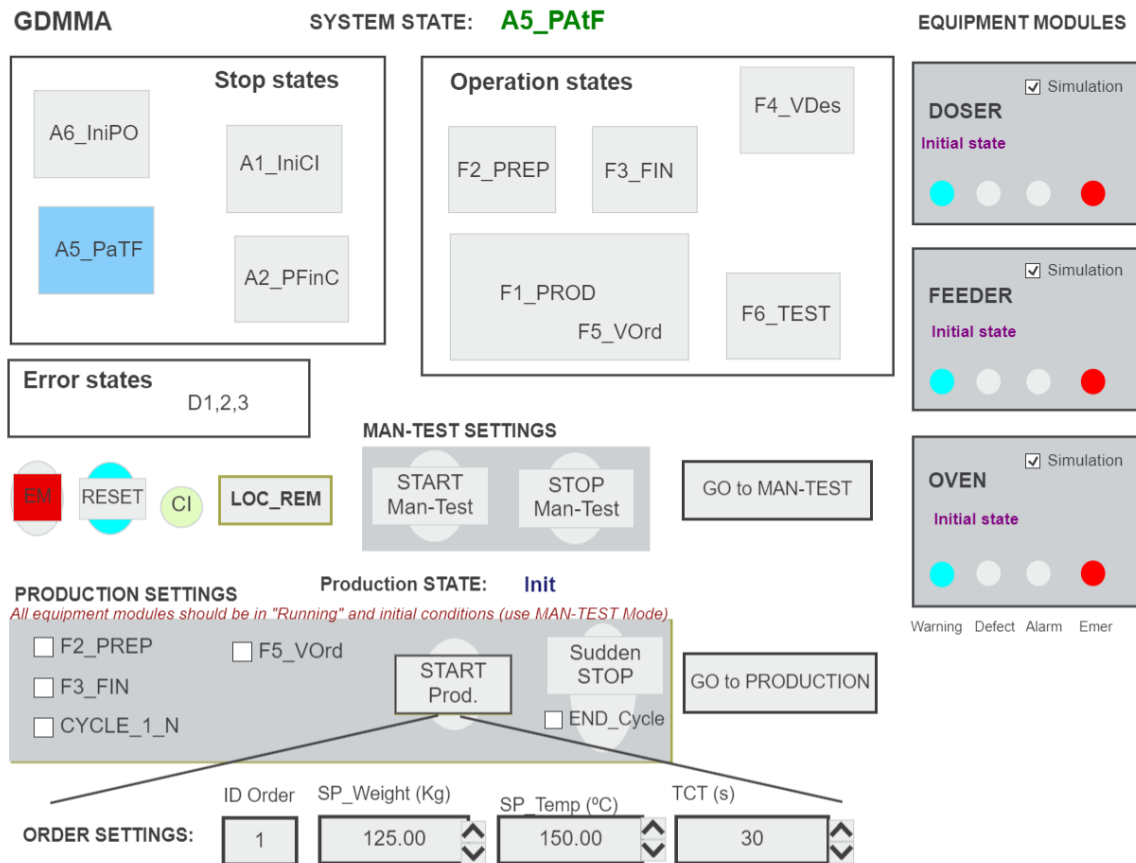 GDMMA
SYSTEM STATE: A5_PAtF
EQUIPMENT MODULES
Stop states
A6_IniPO
A1_IniCI
A5_PaTF
A2_PFinC
Operation states
F4_VDes
F2_PREP
F3_FIN
F1_PROD
F5_VOrd
F6_TEST
Simulation
DOSER
Initial state
Simulation
FEEDER
Initial state
Simulation
OVEN
Initial state
Warning Defect Alarm Emer
Error states
D1,2,3
MAN-TEST SETTINGS
EM
RESET
CI
LOC_REM
START
Man-Test
STOP
Man-Test
GO to MAN-TEST
PRODUCTION SETTINGS
Production STATE: Init
All equipment modules should be in "Running" and initial conditions (use MAN-TEST Mode)
F2_PREP
F5_VOrd
F3_FIN
CYCLE_1_N
START
Prod.
Sudden
STOP
END_Cycle
GO to PRODUCTION
ORDER SETTINGS:
ID Order
1
SP_Weight (Kg)
125.00
SP_Temp (ºC)
150.00
TCT (s)
30